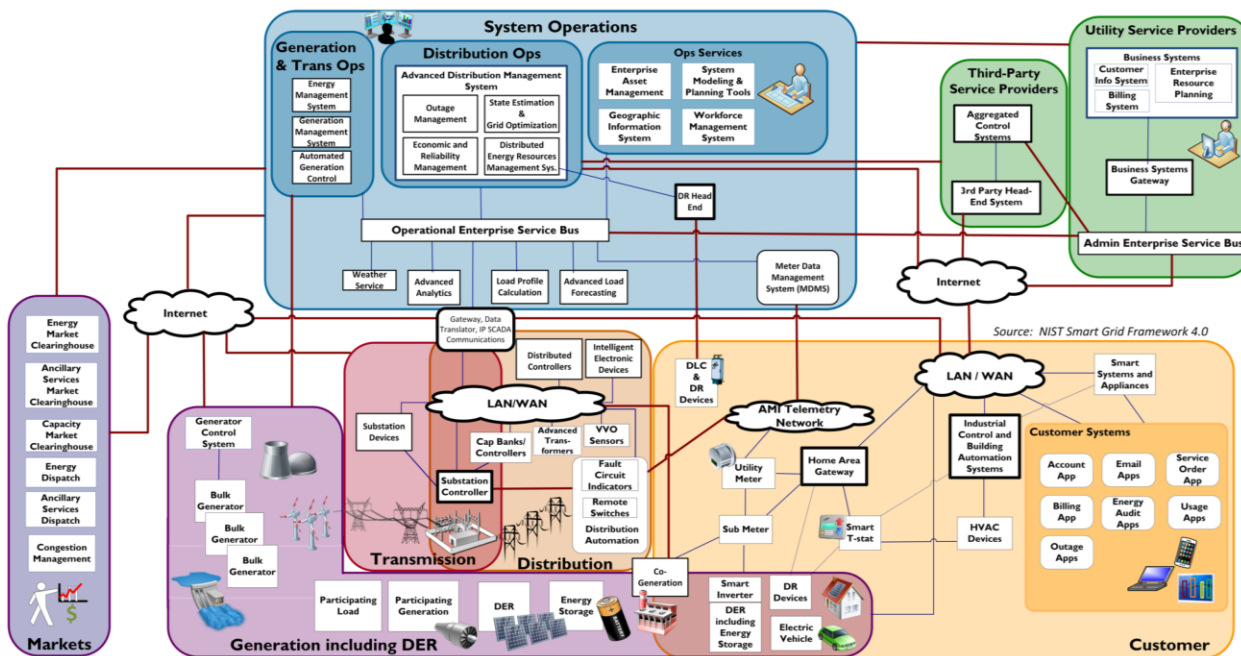 System Operations
Generation
& Trans Ops
Energy
Management
System
Generation
Management
System
Automated
Generation
Control
Distribution Ops
Advanced Distribution Management
System
Outage
Management
State Estimation
&
Grid Optimization
Economic and
Reliability
Management
Distributed
Energy Resources
Management Sys.
Ops Services
Enterprise
Asset
Management
System
Modeling &
Planning Tools
Geographic
Information
System
Workforce
Management
System
Utility Service Providers
Business Systems
Customer
Info System
Billing
System
Enterprise
Resource
Planning
Third-Party
Service Providers
Aggregated
Control
Systems
3rd Party Head-
End System
Business Systems
Gateway
Admin Enterprise Service Bus
DR Head
End
Operational Enterprise Service Bus
Weather
Service
Advanced
Analytics
Load Profile
Calculation
Advanced Load
Forecasting
Meter Data
Management
System (MDMS)
Internet
Internet
Source: NIST Smart Grid Framework 4.0
Energy
Market
Clearinghouse
Ancillary
Services
Market
Clearinghouse
Capacity
Market
Clearinghouse
Energy
Dispatch
Ancillary
Services
Dispatch
Congestion
Management
$
Markets
Gateway, Data
Translator, IP SCADA
Communications
Distributed
Controllers
Intelligent
Electronic
Devices
LAN/WAN
Substation
Devices
Cap Banks/
Controllers
Advanced
Trans-
formers
VVO
Sensors
Substation
Controller
Fault
Circuit
Indicators
Remote
Switches
Distribution
Automation
Transmission
Distribution
Generator
Control
System
Bulk
Generator
Bulk
Generator
Bulk
Generator
Participating
Load
Participating
Generation
DER
Energy
Storage
Generation including DER
Co-
Generation
Smart
Inverter
DER
including
Energy
Storage
DR
Devices
Electric
Vehicle
DLC
&
DR
Devices
AMI Telemetry
Network
Utility
Meter
Home Area
Gateway
Sub Meter
Smart
T-stat
LAN / WAN
Smart
Systems and
Appliances
Industrial
Control and
Building
Automation
Systems
HVAC
Devices
Customer Systems
Account
App
Email
Apps
Service
Order
App
Billing
App
Energy
Audit
Apps
Usage
Apps
Outage
Apps
Customer